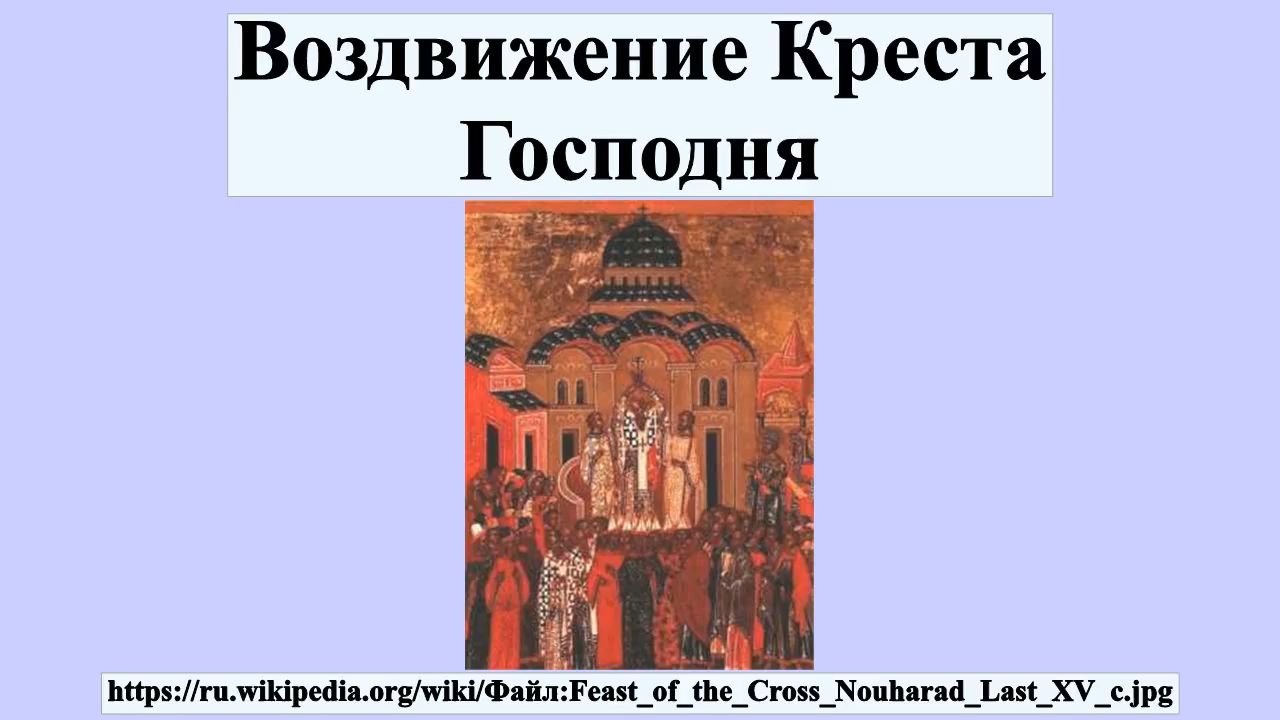 Воздвижение Креста
Господня
https://ru.wikipedia.org/wiki/Файл:Feast_of_the_Cross_Nouharad_Last_XV_c.jpg